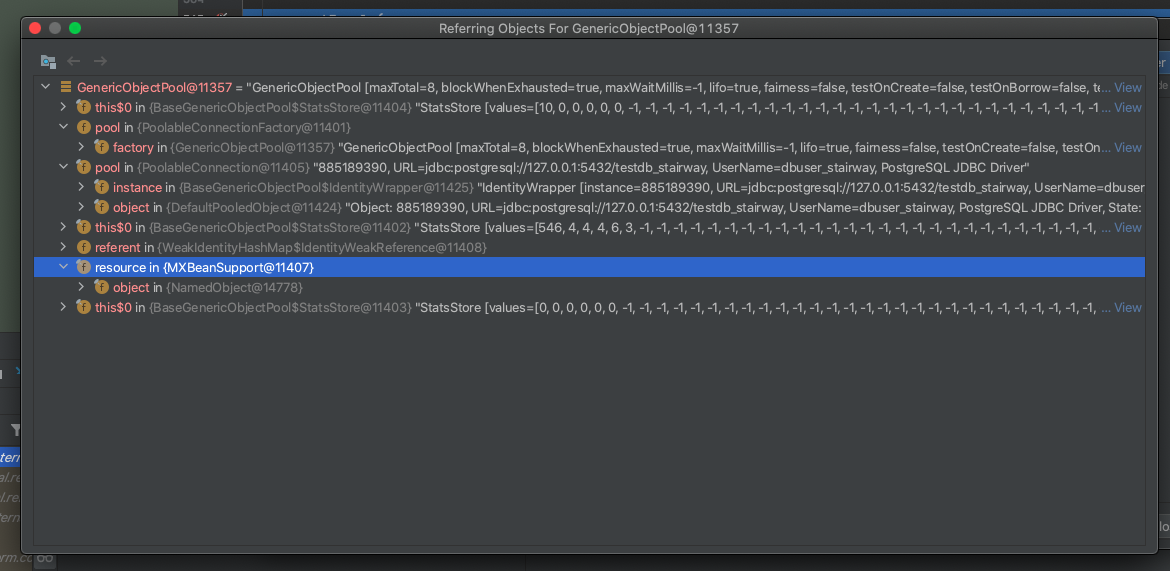 Referring Objects For GenericObjectPool@11357
GenericObjectPool@11357 = "GenericObjectPool [maxTotal=8, blockWhenExhausted=true, maxWaitMillis=-1, lifo=true, fairness=false, testOnCreate=false, testOnBorrow=false, te... View
this$0 in {BaseGenericObjectPool$StatsStore@11404} "StatsStore [values=[10, 0, 0, 0, 0, 0, -1, -1, -1, -1, -1, -1, -1, -1, -1, -1, -1, -1, -1, -1, -1, -1, -1, -1, -1, -1, -1, -1, -1, -1, -1, -1, -1, -1 ... View
pool in {PoolableConnectionFactory@11401}
factory in {GenericObjectPool@11357} "GenericObjectPool [maxTotal=8, blockWhenExhausted=true, maxWaitMillis=-1, lifo=true, fairness=false, testOnCreate=false, testOn... View
pool in {PoolableConnection@11405} "885189390, URL=jdbc:postgresql://127.0.0.1:5432/testdb_stairway, UserName=dbuser_stairway, PostgreSQL JDBC Driver"
instance in {BaseGenericObjectPool$IdentityWrapper@11425} "IdentityWrapper [instance=885189390, URL=jdbc:postgresql://127.0.0.1:5432/testdb_stairway, UserName=dbuser
object in {DefaultPooledObject@11424} "Object: 885189390, URL=jdbc:postgresql://127.0.0.1:5432/testdb_stairway, UserName=dbuser_stairway, PostgreSQL JDBC Driver, State:
this$0 in {BaseGenericObjectPool$StatsStore@11402} "StatsStore [values=[546, 4, 4, 4, 6, 3, -1, -1, -1, -1, -1, -1, -1, -1, -1, -1, -1, -1, -1, -1, -1, -1, -1, -1, -1, -1, -1, -1, -1, -1, -1, -1, -1, ... View
referent in {WeakIdentityHashMap$IdentityWeakReference@11408}
resource in {MXBeanSupport@11407}
object in {NamedObject@14778}
this$0 in {BaseGenericObjectPool$StatsStore@11403} "StatsStore [values=[0, 0, 0, 0, 0, 0, -1, -1, -1, -1, -1, -1, -1, -1, -1, -1, -1, -1, -1, -1, -1, -1, -1, -1, -1, -1, -1, -1, -1, -1, -1, -1, -1, -1, ... View